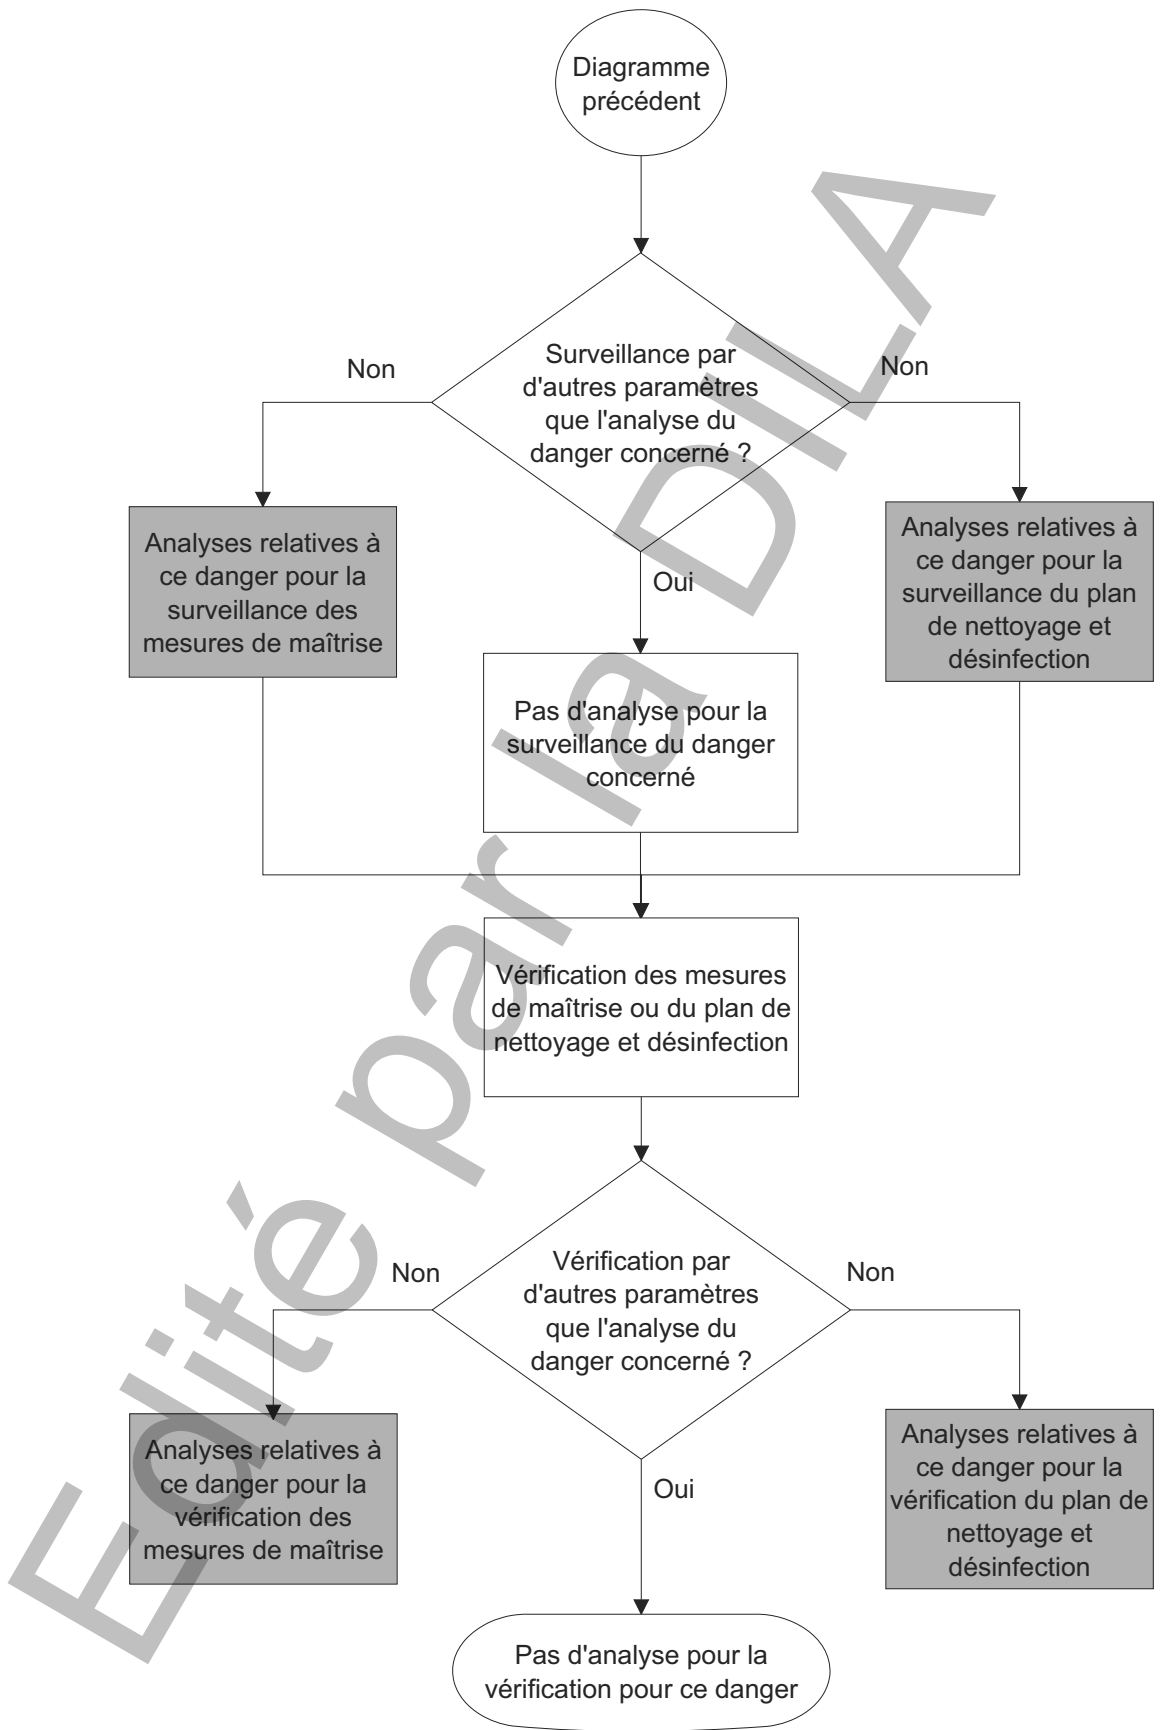 Diagramme
précédent
Surveillance par
d'autres paramètres
que l'analyse du
danger concerné ?
Non
Non
Oui
Analyses relatives à
ce danger pour la
surveillance des
mesures de maîtrise
Pas d'analyse pour la
surveillance du danger
concerné
Analyses relatives à
ce danger pour la
surveillance du plan
de nettoyage et
désinfection
Vérification des mesures
de maîtrise ou du plan de
nettoyage et désinfection
Vérification par
d'autres paramètres
que l'analyse du
danger concerné ?
Non
Non
Oui
Analyses relatives à
ce danger pour la
vérification des
mesures de maîtrise
Analyses relatives à
ce danger pour la
vérification du plan de
nettoyage et
désinfection
Pas d'analyse pour la
vérification pour ce danger
Edité par la DILA